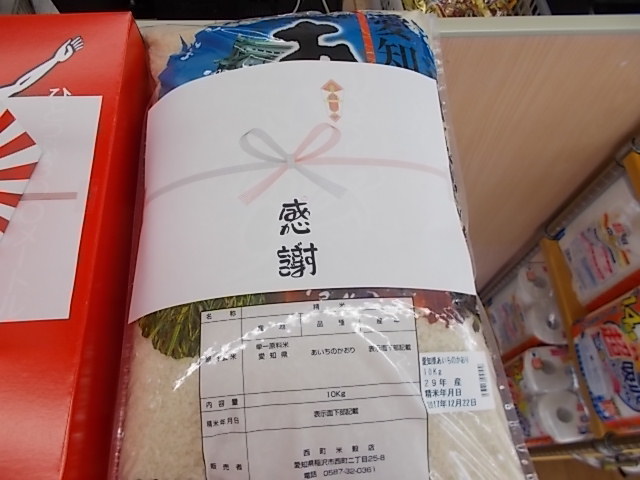 愛知
感
謝
名 称
精 米
産 地 品 種 産 年
単一原料米
愛 知 県 あいちのかおり 表示面下部記載
内 容 量
10Kg
精米年月日
表示面下部記載
販 売 者
西 町 米 穀 店
愛知県稲沢市西町二丁目25-8
電話 0587-32-0361
愛知県あいちのかおり
10Kg
29年 産
精米年月日
2017年12月22日